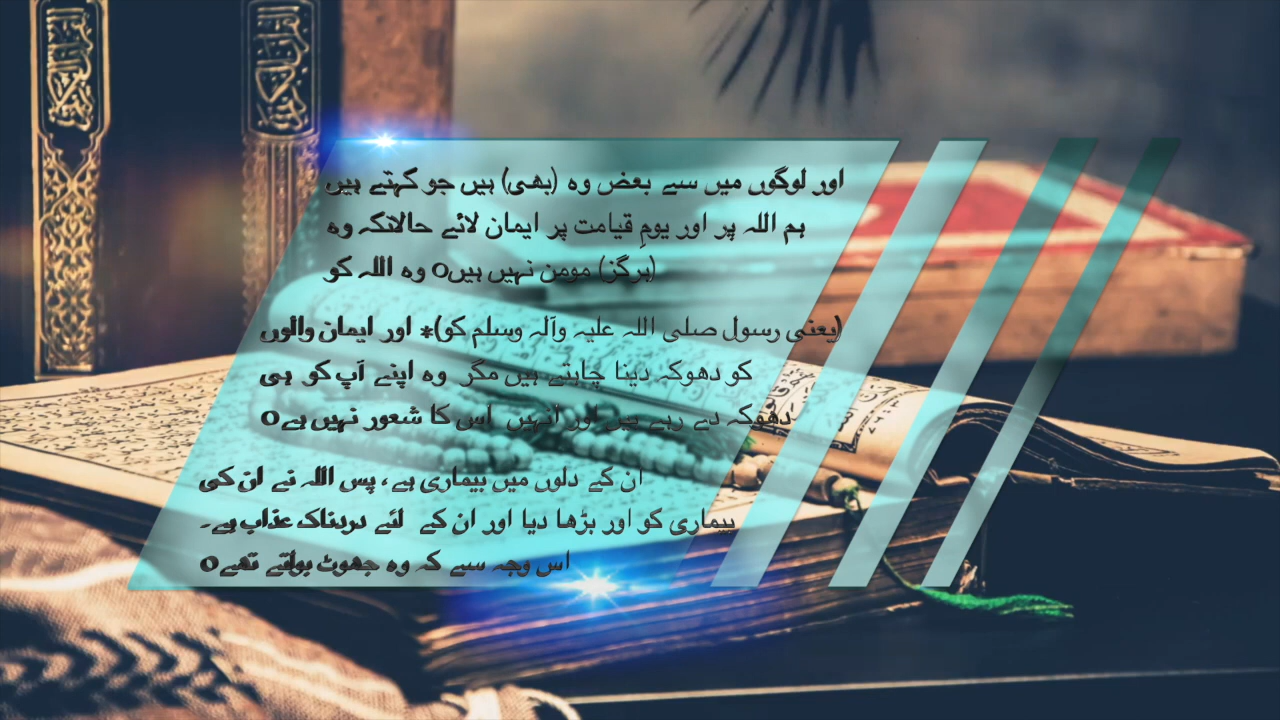 اور لوگوں میں سے بعض وہ (بھی) ہیں جو کہتے ہیں
ہم اللہ پر اور یومِ قیامت پر ایمان لائے حالانکہ وہ
(ہرگز) مومن نہیں ہیںo وہ اللہ کو
(یعنی رسول صلی اللہ علیہ وآلہ وسلم کو)* اور ایمان والوں
کو دھوکہ دینا چاہتے ہیں مگر وہ اپنے آپ کو ہی
دھوکہ دے رہے ہیں اور انہیں اس کا شعور نہیں ہےo
ان کے دلوں میں بیماری ہے، پس اللہ نے ان کی
بیماری کو اور بڑھا دیا اور ان کے لئے دردناک عذاب ہے۔
اس وجہ سے کہ وہ جھوٹ بولتے تھےo